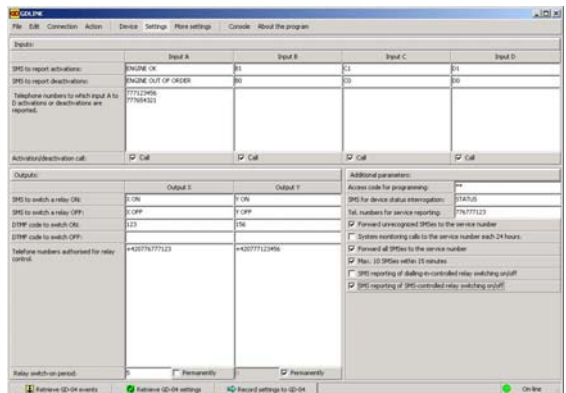 GDLINK
File Edit Connection Action Device Settings More settings Console About the program
Inputs:
Input A Input B Input C Input D
SMS to report activations: ENGINE OK B1 C1 D1
SMS to report deactivations: ENGINE OUT OF ORDER B0 C0 D0
Telephone numbers to which input A to D activations or deactivations are reported.
777123456
777654321
Activation/deactivation call: Call Call Call Call
Outputs:
Output X Output Y
SMS to switch a relay ON: X ON Y ON
SMS to switch a relay OFF: X OFF Y OFF
DTMF code to switch ON: 123 156
DTMF code to switch OFF:
Telefone numbers authorised for relay control. +420776777123 +420777123456
Relay switch-on period: 5 Permanently Permanently
Additional parameters:
Access code for programming: **
SMS for device status interrogation: STATUS
Tel. numbers for service reporting: 776777123
Forward unrecognized SMSes to the service number
System monitoring calls to the service number each 24 hours.
Forward all SMSes to the service number
Max. 10 SMSes within 15 minutes
SMS reporting of dialling-in-controlled relay switching on/off
SMS reporting of SMS-controlled relay switching on/off
Retrieve GD-04 events Retrieve GD-04 settings Record settings to GD-04 On-line